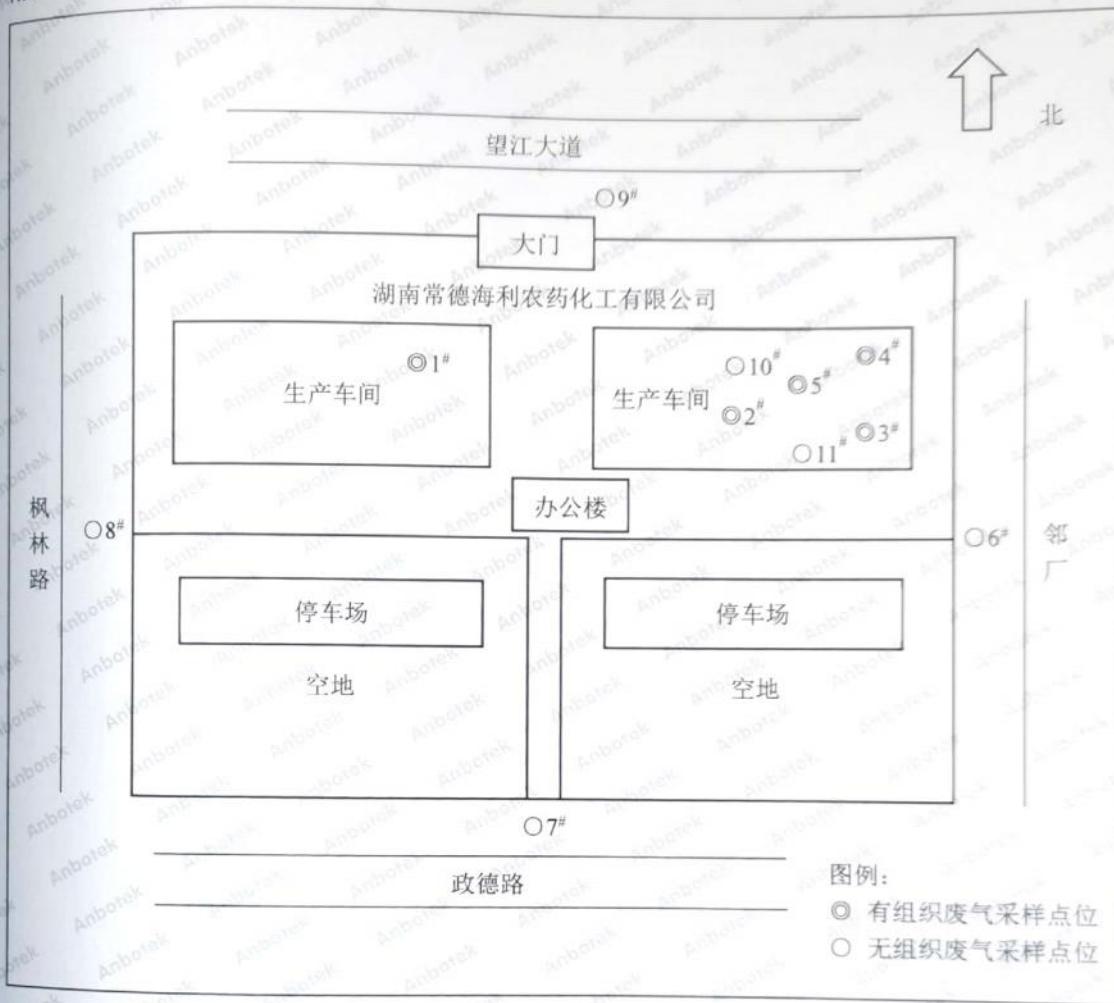 北
望江大道
○9#
大门
湖南常德海利农药化工有限公司
◎1#
生产车间
○10#
◎4#
◎5#
生产车间
◎2#
◎3#
○11#
枫林路
○8#
办公楼
○6#
邻厂
停车场
停车场
空地
空地
○7#
政德路
图例：
◎ 有组织废气采样点位
○ 无组织废气采样点位
Anbotek